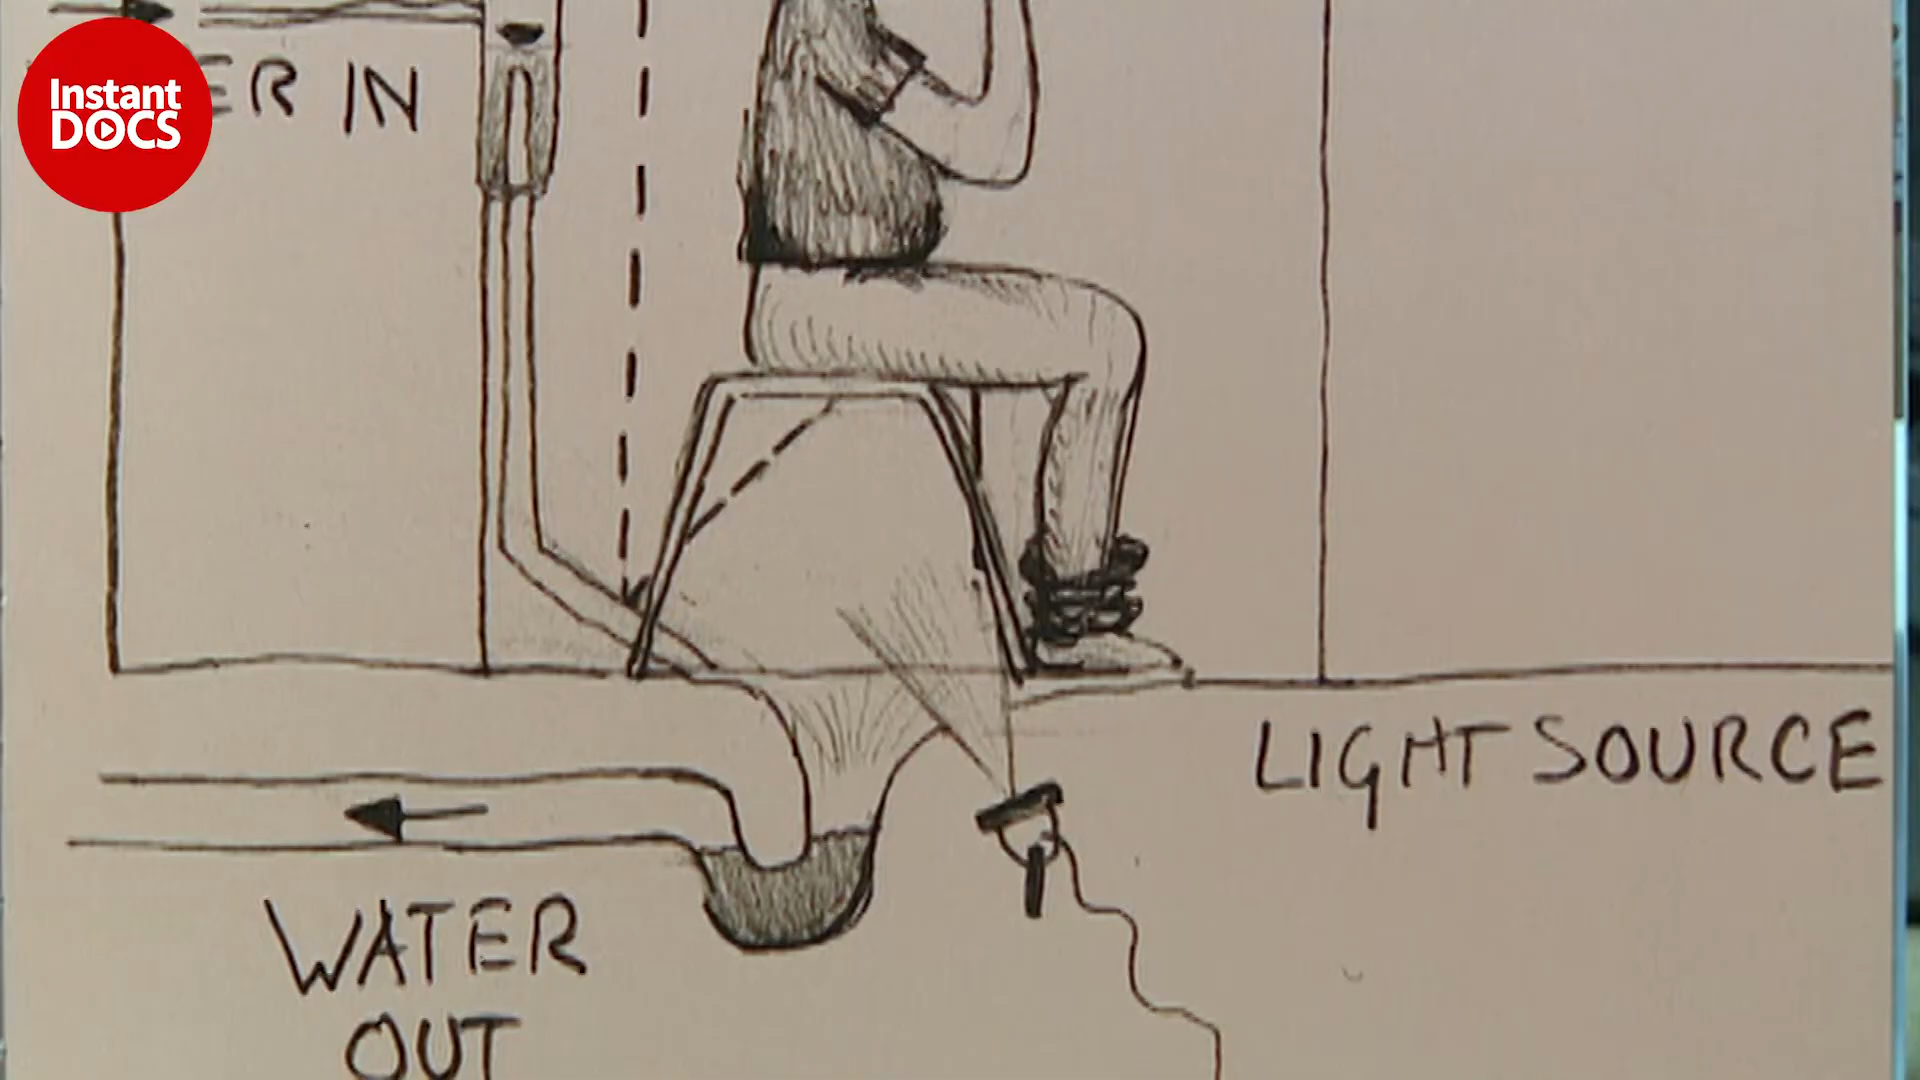 Instant
DOCS
ER IN
LIGHT SOURCE
WATER
OUT